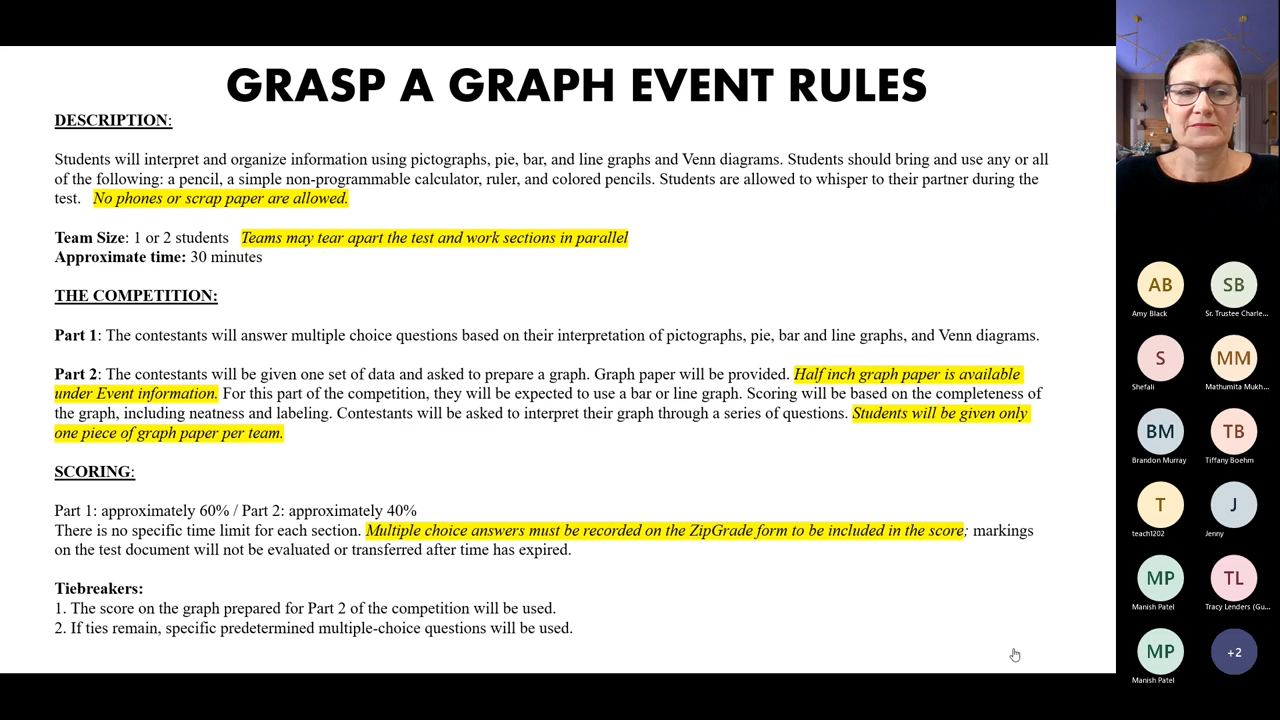 GRASP A GRAPH EVENT RULES
DESCRIPTION:
Students will interpret and organize information using pictographs, pie, bar, and line graphs and Venn diagrams. Students should bring and use any or all
of the following: a pencil, a simple non-programmable calculator, ruler, and colored pencils. Students are allowed to whisper to their partner during the
test. No phones or scrap paper are allowed.
Team Size: 1 or 2 students Teams may tear apart the test and work sections in parallel
Approximate time: 30 minutes
THE COMPETITION:
Part 1: The contestants will answer multiple choice questions based on their interpretation of pictographs, pie, bar and line graphs, and Venn diagrams.
Part 2: The contestants will be given one set of data and asked to prepare a graph. Graph paper will be provided. Half inch graph paper is available
under Event information. For this part of the competition, they will be expected to use a bar or line graph. Scoring will be based on the completeness of
the graph, including neatness and labeling. Contestants will be asked to interpret their graph through a series of questions. Students will be given only
one piece of graph paper per team.
SCORING:
Part 1: approximately 60% / Part 2: approximately 40%
There is no specific time limit for each section. Multiple choice answers must be recorded on the ZipGrade form to be included in the score; markings
on the test document will not be evaluated or transferred after time has expired.
Tiebreakers:
1. The score on the graph prepared for Part 2 of the competition will be used.
2. If ties remain, specific predetermined multiple-choice questions will be used.
AB SB
Amy Black Sr. Trustee Charle...
S MM
Shefali Mathumita Mukh...
BM TB
Brandon Murray Tiffany Boehm
T J
teach1202 Jenny
MP TL
Manish Patel Tracy Lenders (Gu...
MP +2
Manish Patel